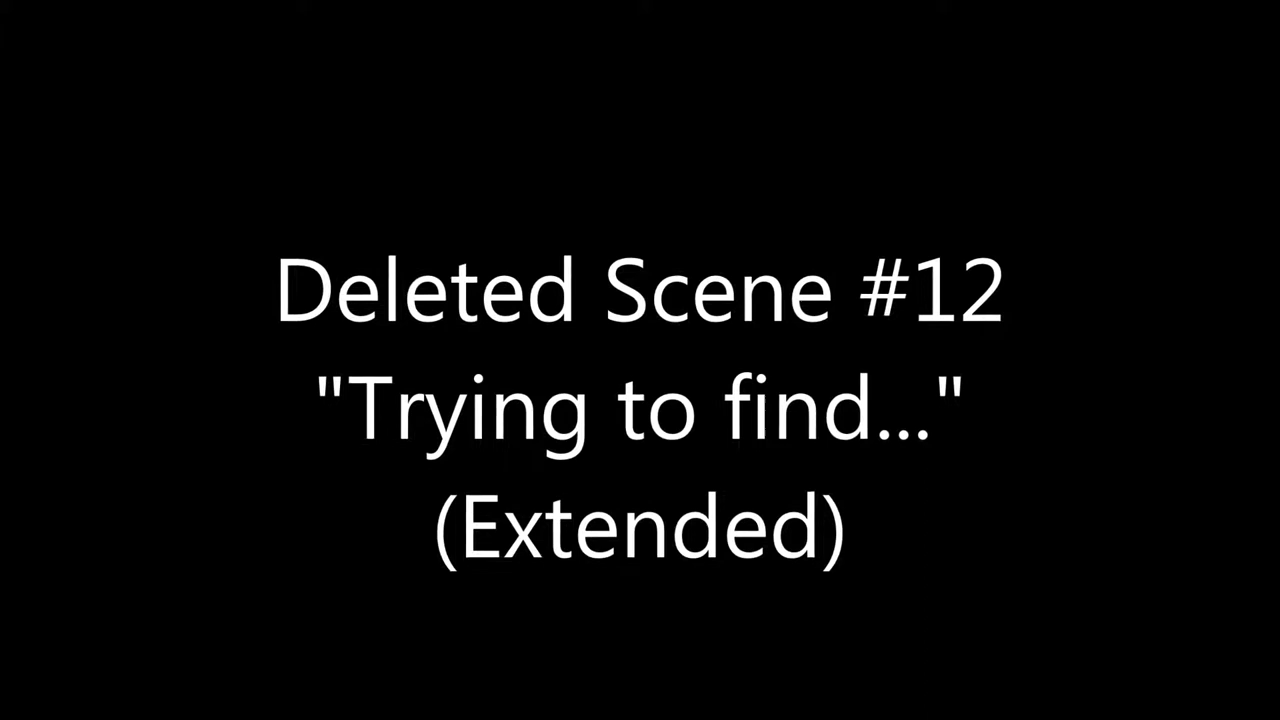 Deleted Scene #12
"Trying to find..."
(Extended)